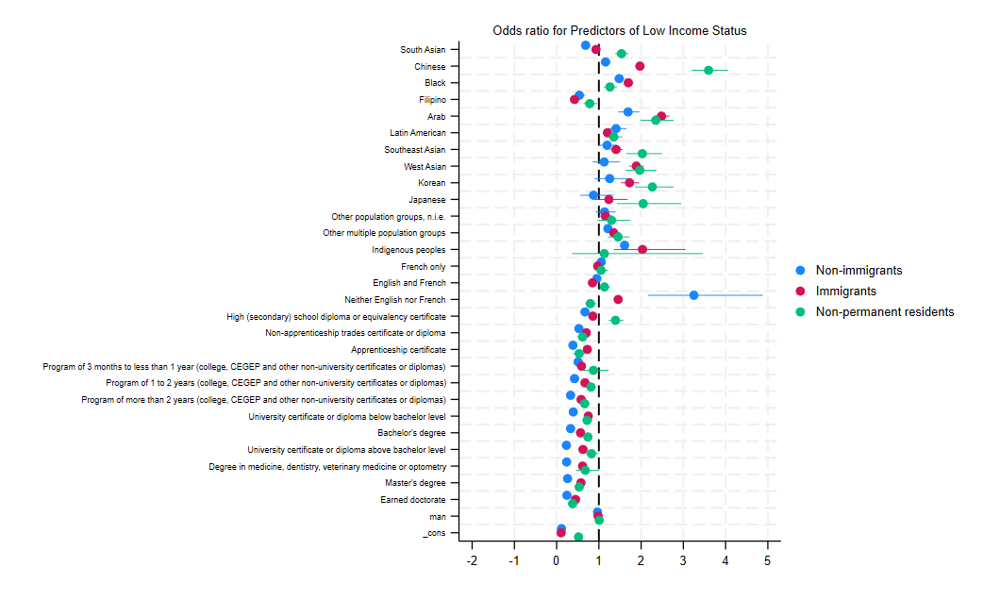 Odds ratio for Predictors of Low Income Status
South Asian
Chinese
Black
Filipino
Arab
Latin American
Southeast Asian
West Asian
Korean
Japanese
Other population groups, n.i.e.
Other multiple population groups
Indigenous peoples
French only
English and French
Neither English nor French
High (secondary) school diploma or equivalency certificate
Non-apprenticeship trades certificate or diploma
Apprenticeship certificate
Program of 3 months to less than 1 year (college, CEGEP and other non-university certificates or diplomas)
Program of 1 to 2 years (college, CEGEP and other non-university certificates or diplomas)
Program of more than 2 years (college, CEGEP and other non-university certificates or diplomas)
University certificate or diploma below bachelor level
Bachelor's degree
University certificate or diploma above bachelor level
Degree in medicine, dentistry, veterinary medicine or optometry
Master's degree
Earned doctorate
man
_cons
-2 -1 0 1 2 3 4 5
Non-immigrants
Immigrants
Non-permanent residents